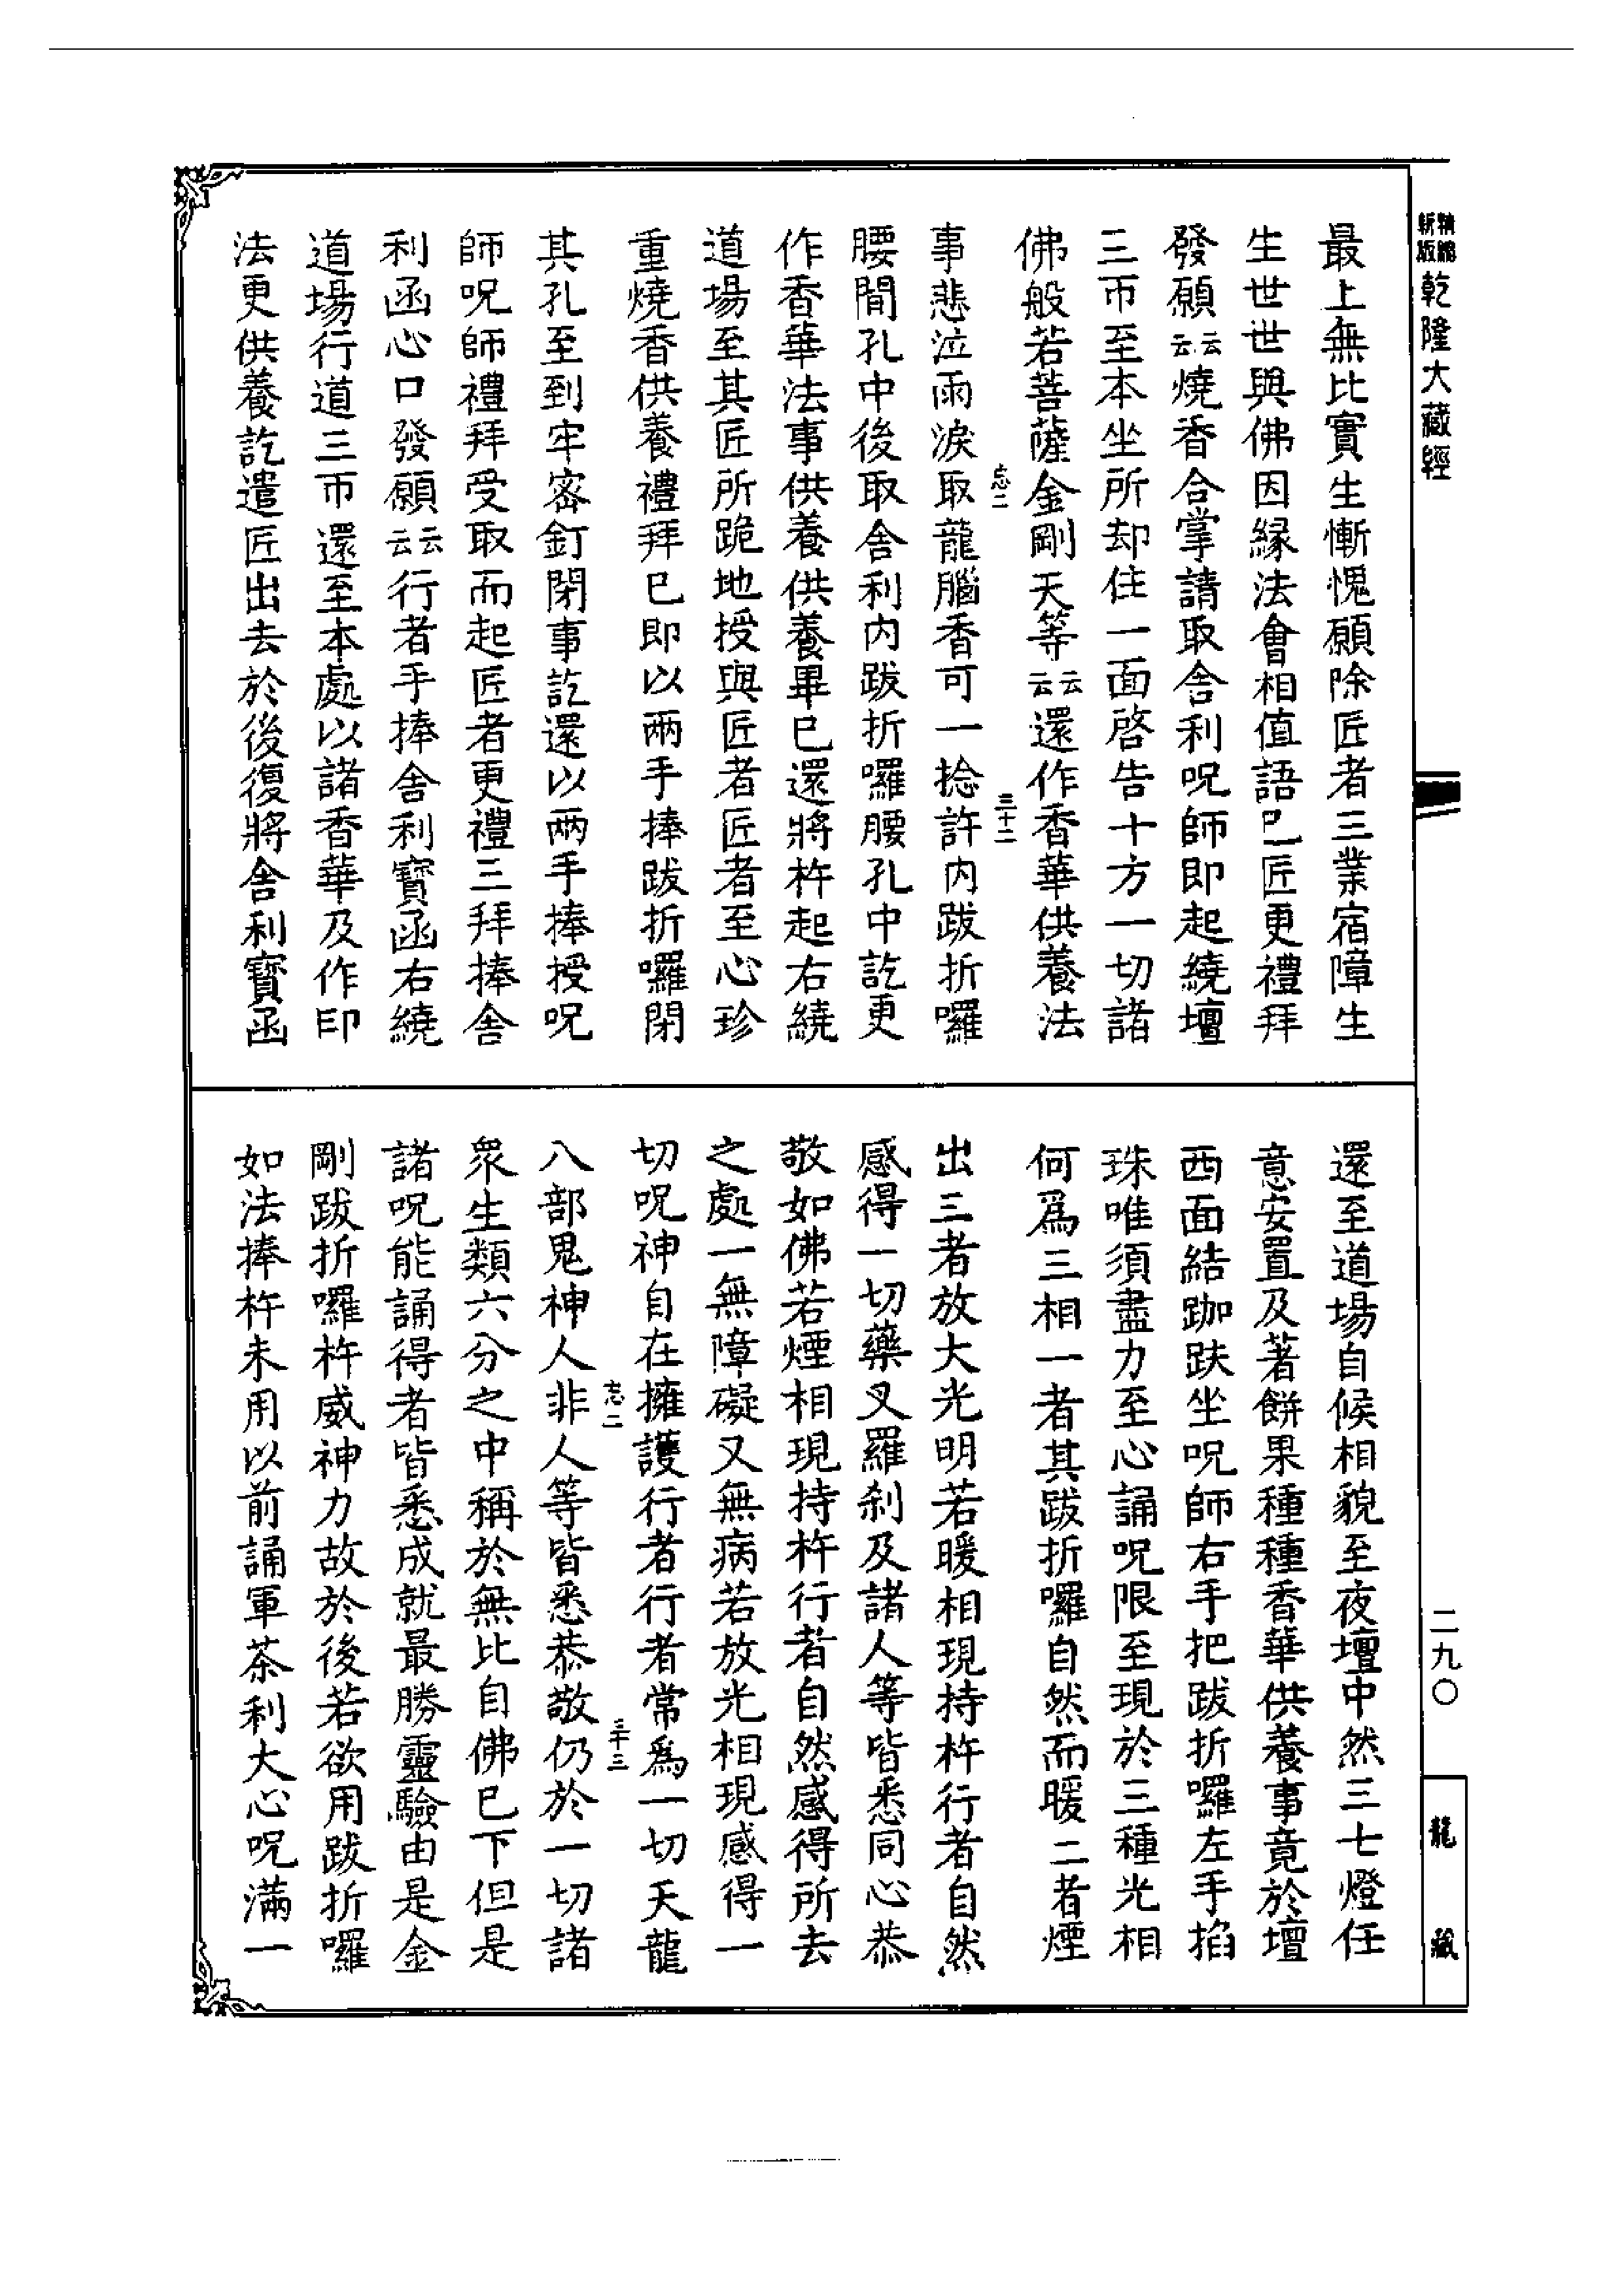 精縮新版乾隆大藏經
最上無比實生慚愧願除匠者三業宿障生
生世世與佛因緣法會相值語已匠更禮拜
發願云云燒香合掌請取舍利呪師即起繞壇
三帀至本坐所却住一面啓告十方一切諸
佛般若菩薩金剛天等云云還作香華供養法
忘二 三十二
事悲泣雨淚取龍腦香可一捻許内跋折囉
腰間孔中後取舍利内跋折囉腰孔中訖更
作香華法事供養供養畢已還將杵起右繞
道場至其匠所跪地授與匠者匠者至心珍
重燒香供養禮拜已即以兩手捧跋折囉閉
其孔至到牢密釘閉事訖還以兩手捧授呪
師呪師禮拜受取而起匠者更禮三拜捧舍
利函心口發願云云行者手捧舍利寶函右繞
道場行道三帀還至本處以諸香華及作印
法更供養訖遣匠出去於後復將舍利寶函
還至道場自候相貌至夜壇中然三七燈任
意安置及著餅果種種香華供養事竟於壇
西面結跏趺坐呪師右手把跋折囉左手掐
珠唯須盡力至心誦呪限至現於三種光相
何爲三相一者其跋折囉自然而暖二者煙
出三者放大光明若暖相現持杵行者自然
感得一切藥叉羅刹及諸人等皆悉同心恭
敬如佛若煙相現持杵行者自然感得所去
之處一無障礙又無病若放光相現感得一
切呪神自在擁護行者行者常爲一切天龍
忘二 三十三
八部鬼神人非人等皆悉恭敬仍於一切諸
衆生類六分之中稱於無比自佛已下但是
諸呪能誦得者皆悉成就最勝靈驗由是金
剛跋折囉杵威神力故於後若欲用跋折囉
如法捧杵未用以前誦軍荼利大心呪滿一
二九〇
龍藏